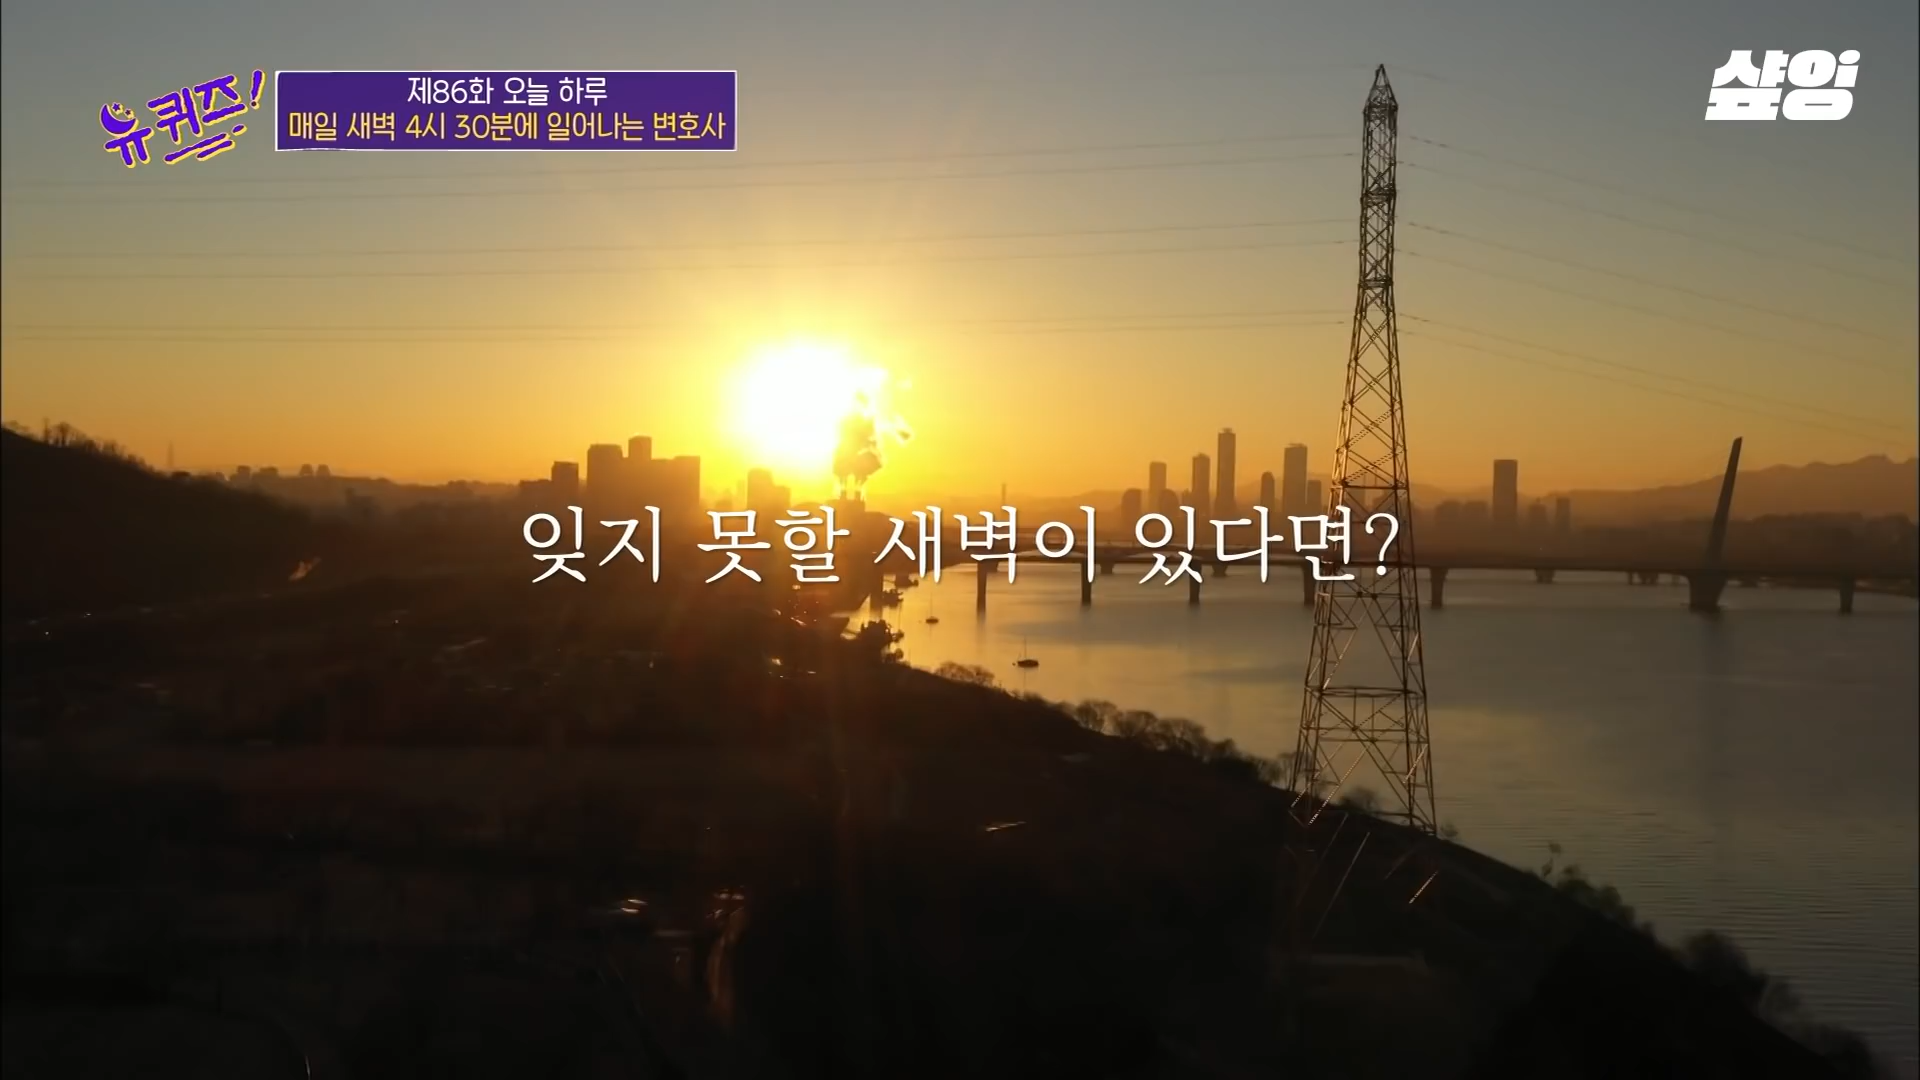 유퀴즈!
제86화 오늘 하루
매일 새벽 4시 30분에 일어나는 변호사
샾잉
잊지 못할 새벽이 있다면?